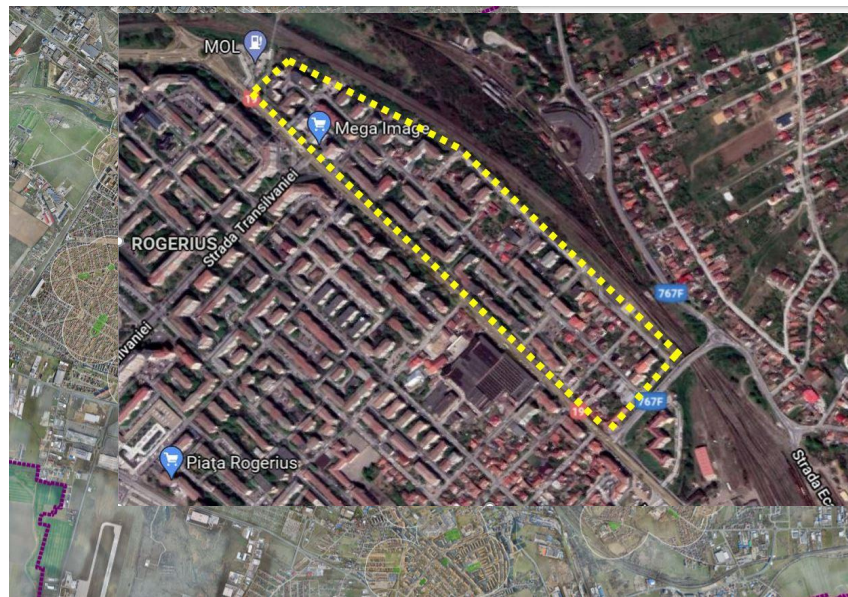 MOL
19
Mega Image
Strada Transilvaniei
ROGERIUS
767F
ilvaniei
19
767F
Piața Rogerius
Strada Ec